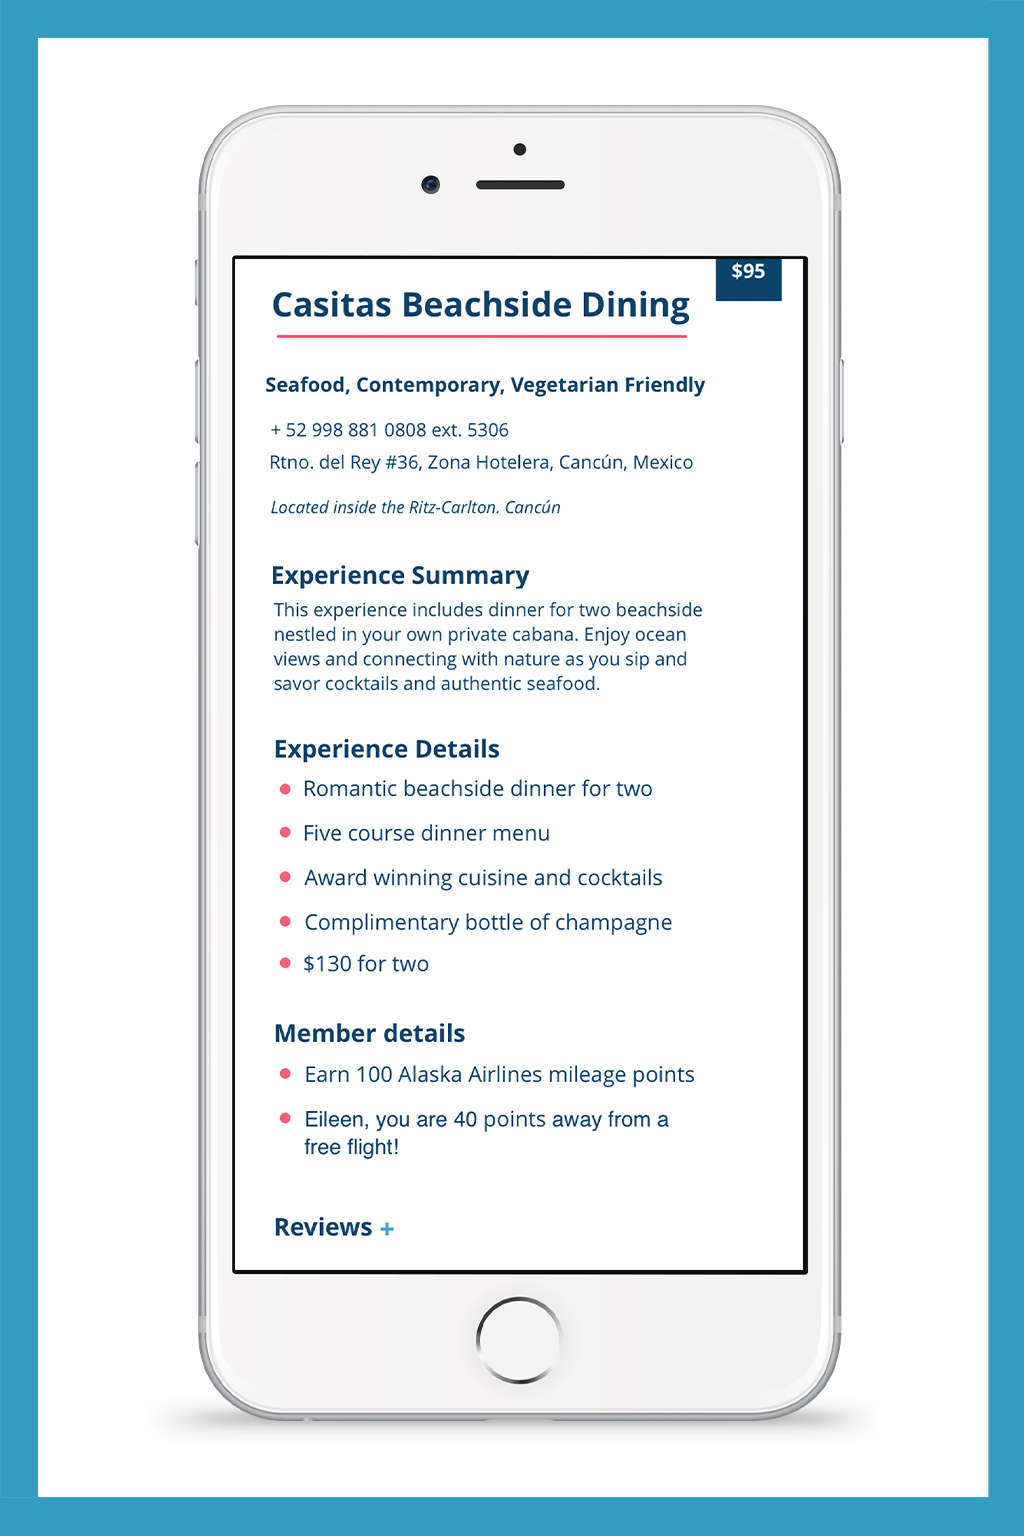 $95
Casitas Beachside Dining
Seafood, Contemporary, Vegetarian Friendly
+ 52 998 881 0808 ext. 5306
Rtno. del Rey #36, Zona Hotelera, Cancún, Mexico
Located inside the Ritz-Carlton. Cancún
Experience Summary
This experience includes dinner for two beachside
nestled in your own private cabana. Enjoy ocean
views and connecting with nature as you sip and
savor cocktails and authentic seafood.
Experience Details
Romantic beachside dinner for two
Five course dinner menu
Award winning cuisine and cocktails
Complimentary bottle of champagne
$130 for two
Member details
Earn 100 Alaska Airlines mileage points
Eileen, you are 40 points away from a
free flight!
Reviews +